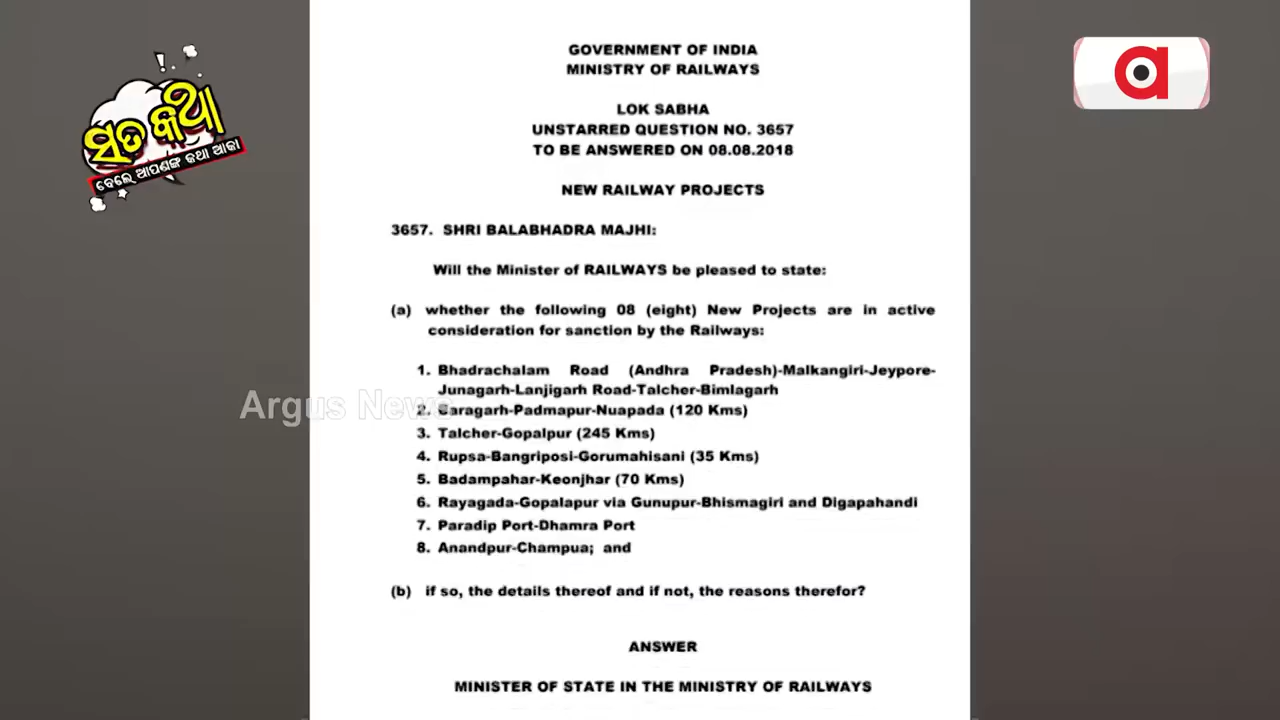 GOVERNMENT OF INDIA
MINISTRY OF RAILWAYS
LOK SABHA
UNSTARRED QUESTION NO. 3657
TO BE ANSWERED ON 08.08.2018
NEW RAILWAY PROJECTS
3657. SHRI BALABHADRA MAJHI:
Will the Minister of RAILWAYS be pleased to state:
(a) whether the following 08 (eight) New Projects are in active
consideration for sanction by the Railways:
1. Bhadrachalam Road (Andhra Pradesh)-Malkangiri-Jeypore-
Junagarh-Lanjigarh Road-Talcher-Bimlagarh
2. Baragarh-Padmapur-Nuapada (120 Kms)
3. Talcher-Gopalpur (245 Kms)
4. Rupsa-Bangriposi-Gorumahisani (35 Kms)
5. Badampahar-Keonjhar (70 Kms)
6. Rayagada-Gopalapur via Gunupur-Bhismagiri and Digapahandi
7. Paradip Port-Dhamra Port
8. Anandpur-Champua; and
(b) if so, the details thereof and if not, the reasons therefor?
ANSWER
MINISTER OF STATE IN THE MINISTRY OF RAILWAYS
ସତ କଥା
ବେଲେ ଆପଣଙ୍କ କଥା ଆକା
a
Argus News